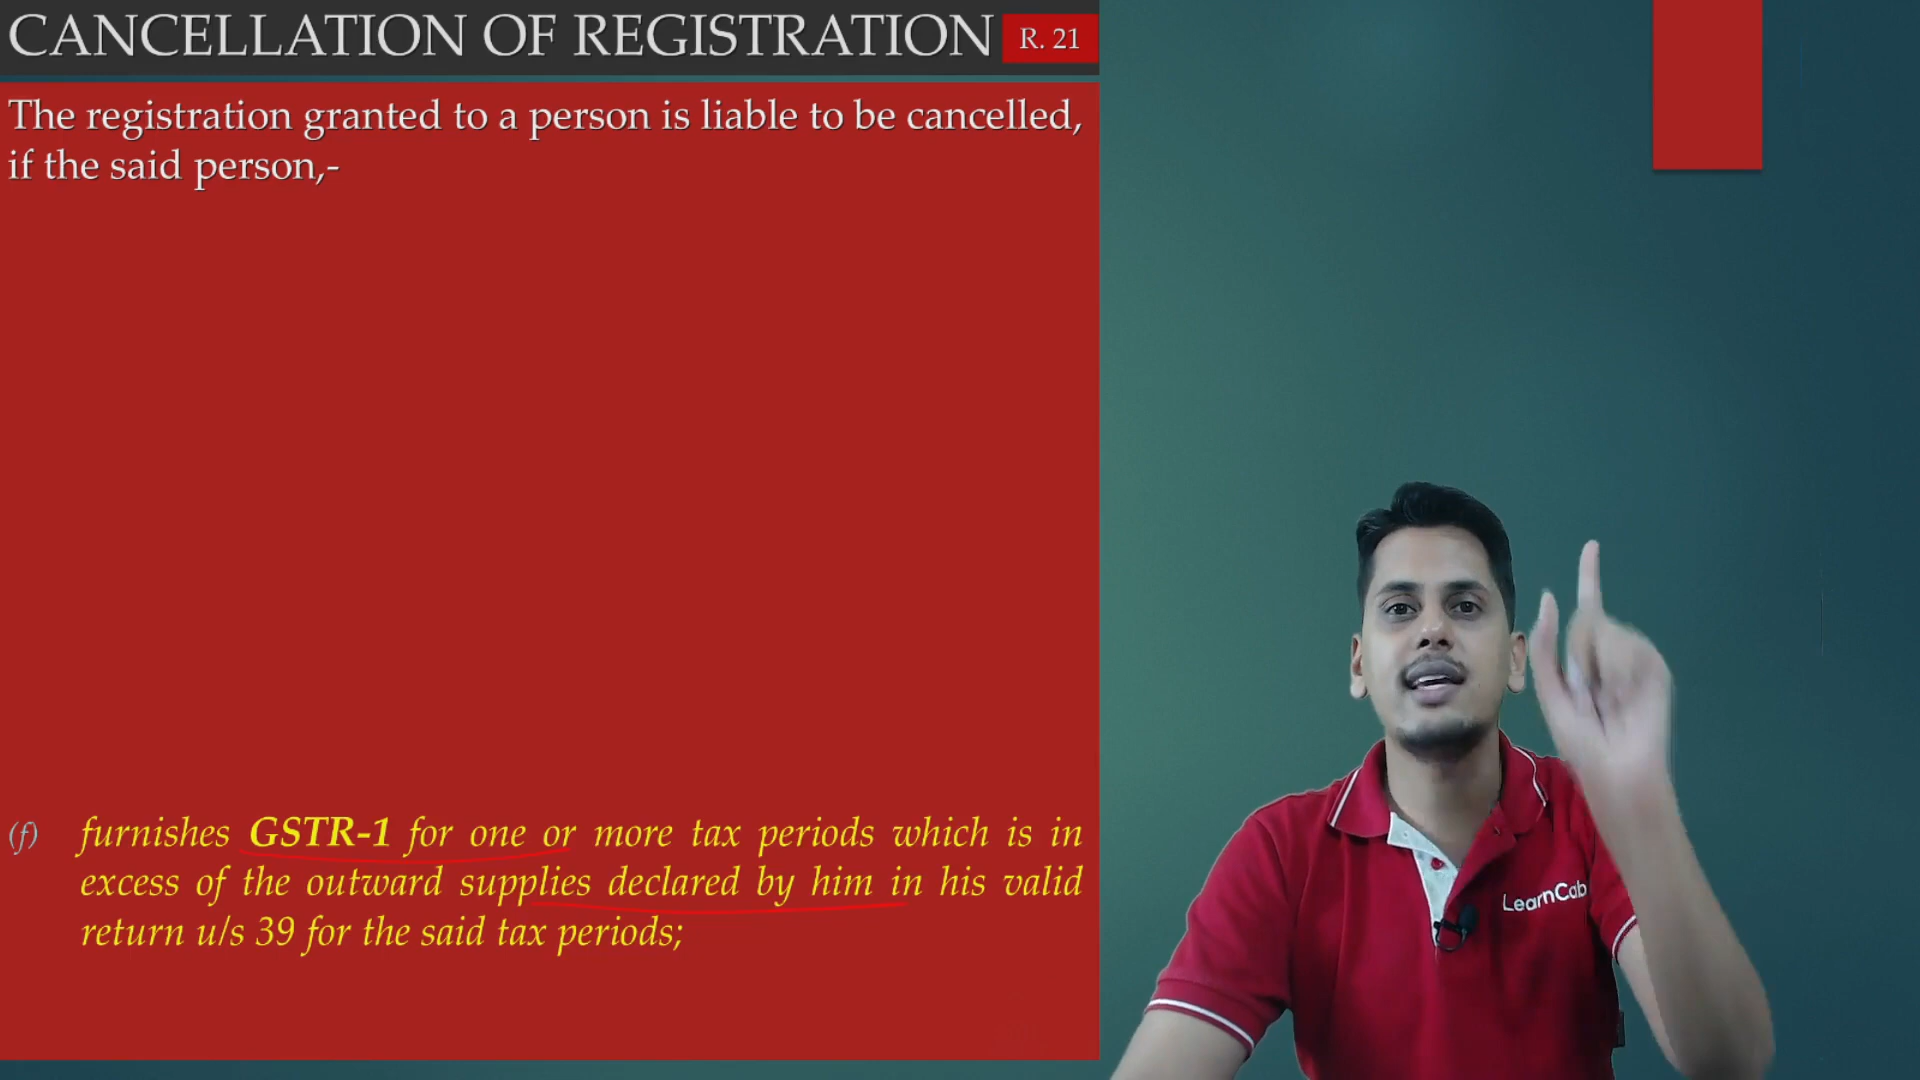 CANCELLATION OF REGISTRATION R. 21
The registration granted to a person is liable to be cancelled,
if the said person,-
(f) furnishes GSTR-1 for one or more tax periods which is in
excess of the outward supplies declared by him in his valid
return u/s 39 for the said tax periods;
LearnCab